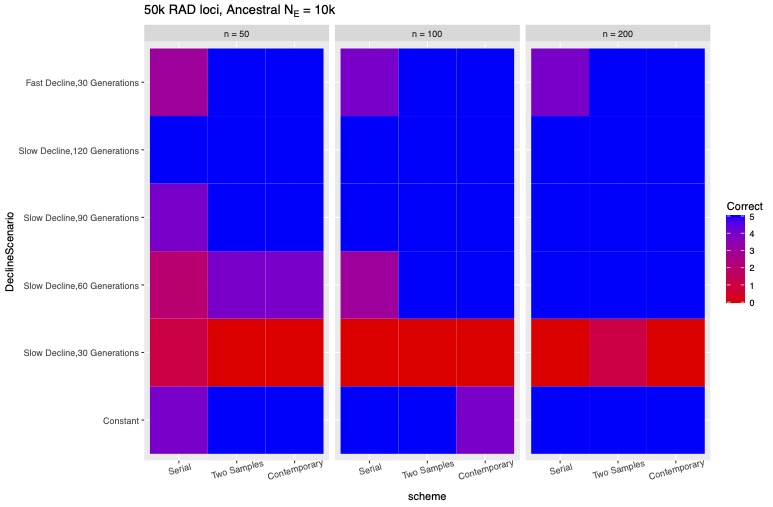 50k RAD loci, Ancestral N_E = 10k
n = 50
n = 100
n = 200
DeclineScenario
Fast Decline,30 Generations
Slow Decline,120 Generations
Slow Decline,90 Generations
Slow Decline,60 Generations
Slow Decline,30 Generations
Constant
Correct
5
4
3
2
1
0
Serial Two Samples Contemporary
Serial Two Samples Contemporary
Serial Two Samples Contemporary
scheme